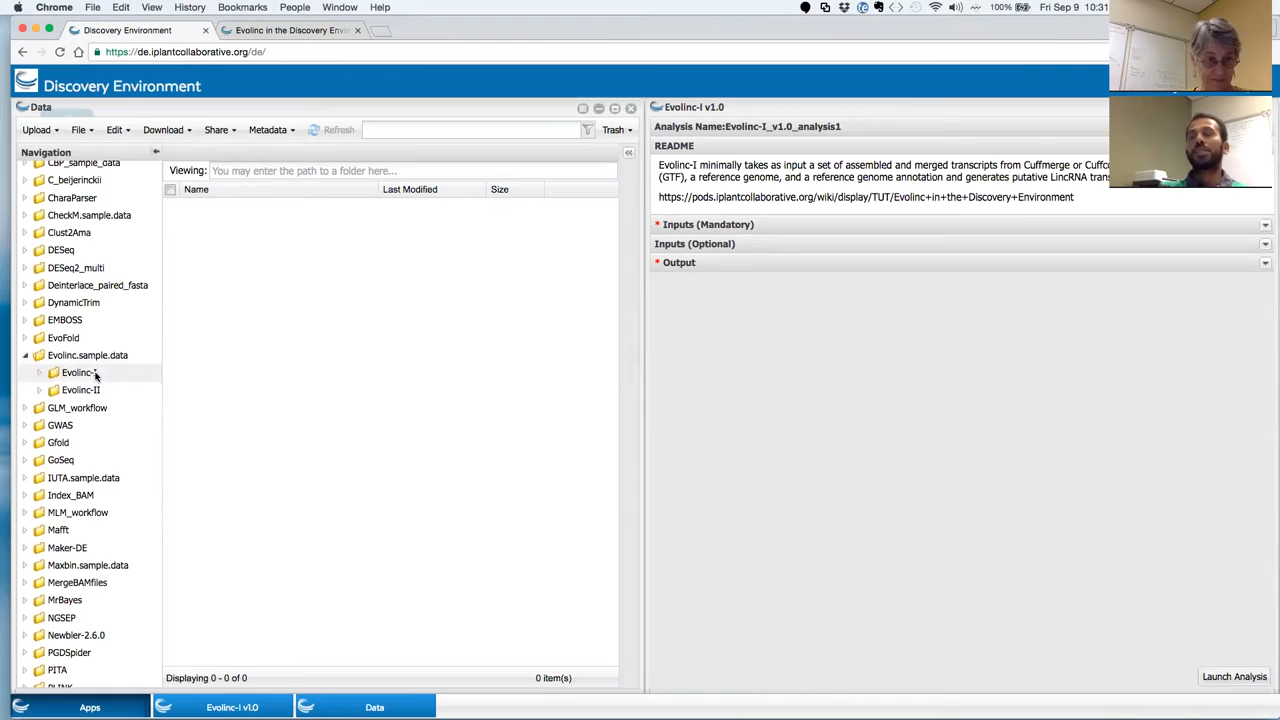 Chrome File Edit View History Bookmarks People Window Help 100% Fri Sep 9 10:31
Discovery Environment
Evolinc in the Discovery Envi
https://de.iplantcollaborative.org/de/
Discovery Environment
Data
Upload File Edit Download Share Metadata Refresh Trash
Navigation
Viewing: You may enter the path to a folder here...
Name Last Modified Size
CBP_sample_data
C_beijerinckii
CharaParser
CheckM.sample.data
Clust2Ama
DESeq
DESeq2_multi
Deinterlace_paired_fasta
DynamicTrim
EMBOSS
EvoFold
Evolinc.sample.data
Evolinc-I
Evolinc-II
GLM_workflow
GWAS
Gfold
GoSeq
IUTA.sample.data
Index_BAM
MLM_workflow
Mafft
Maker-DE
Maxbin.sample.data
MergeBAMfiles
MrBayes
NGSEP
Newbler-2.6.0
PGDSpider
PITA
PLINK
Displaying 0 - 0 of 0 0 item(s)
Evolinc-I v1.0
Analysis Name:Evolinc-I_v1.0_analysis1
README
Evolinc-I minimally takes as input a set of assembled and merged transcripts from Cuffmerge or Cuffc
(GTF), a reference genome, and a reference genome annotation and generates putative LincRNA trans
https://pods.iplantcollaborative.org/wiki/display/TUT/Evolinc+in+the+Discovery+Environment
* Inputs (Mandatory)
Inputs (Optional)
* Output
Launch Analysis
Apps Evolinc-I v1.0 Data